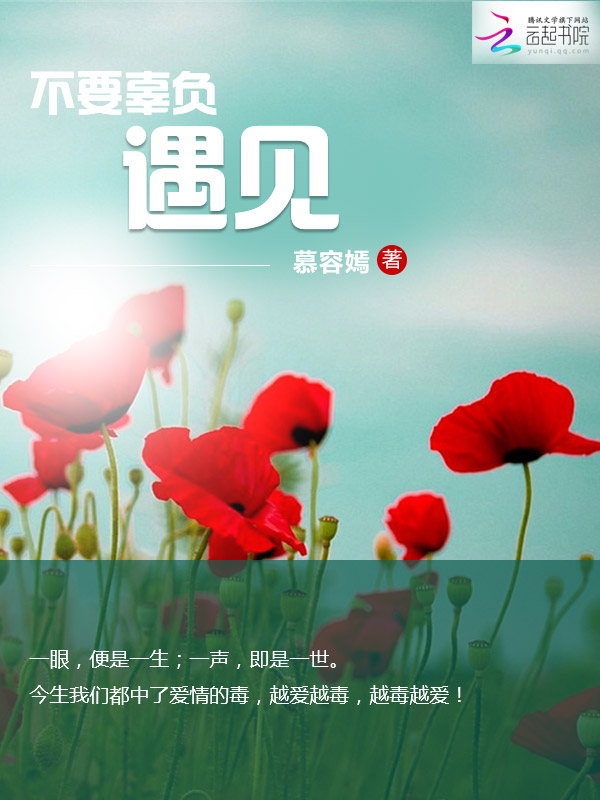 腾讯文学旗下网站
云起书院
yunqi.qq.com
不要辜负
遇见
慕容嫣 著
一眼，便是一生；一声，即是一世。
今生我们都中了爱情的毒，越爱越毒，越毒越爱！